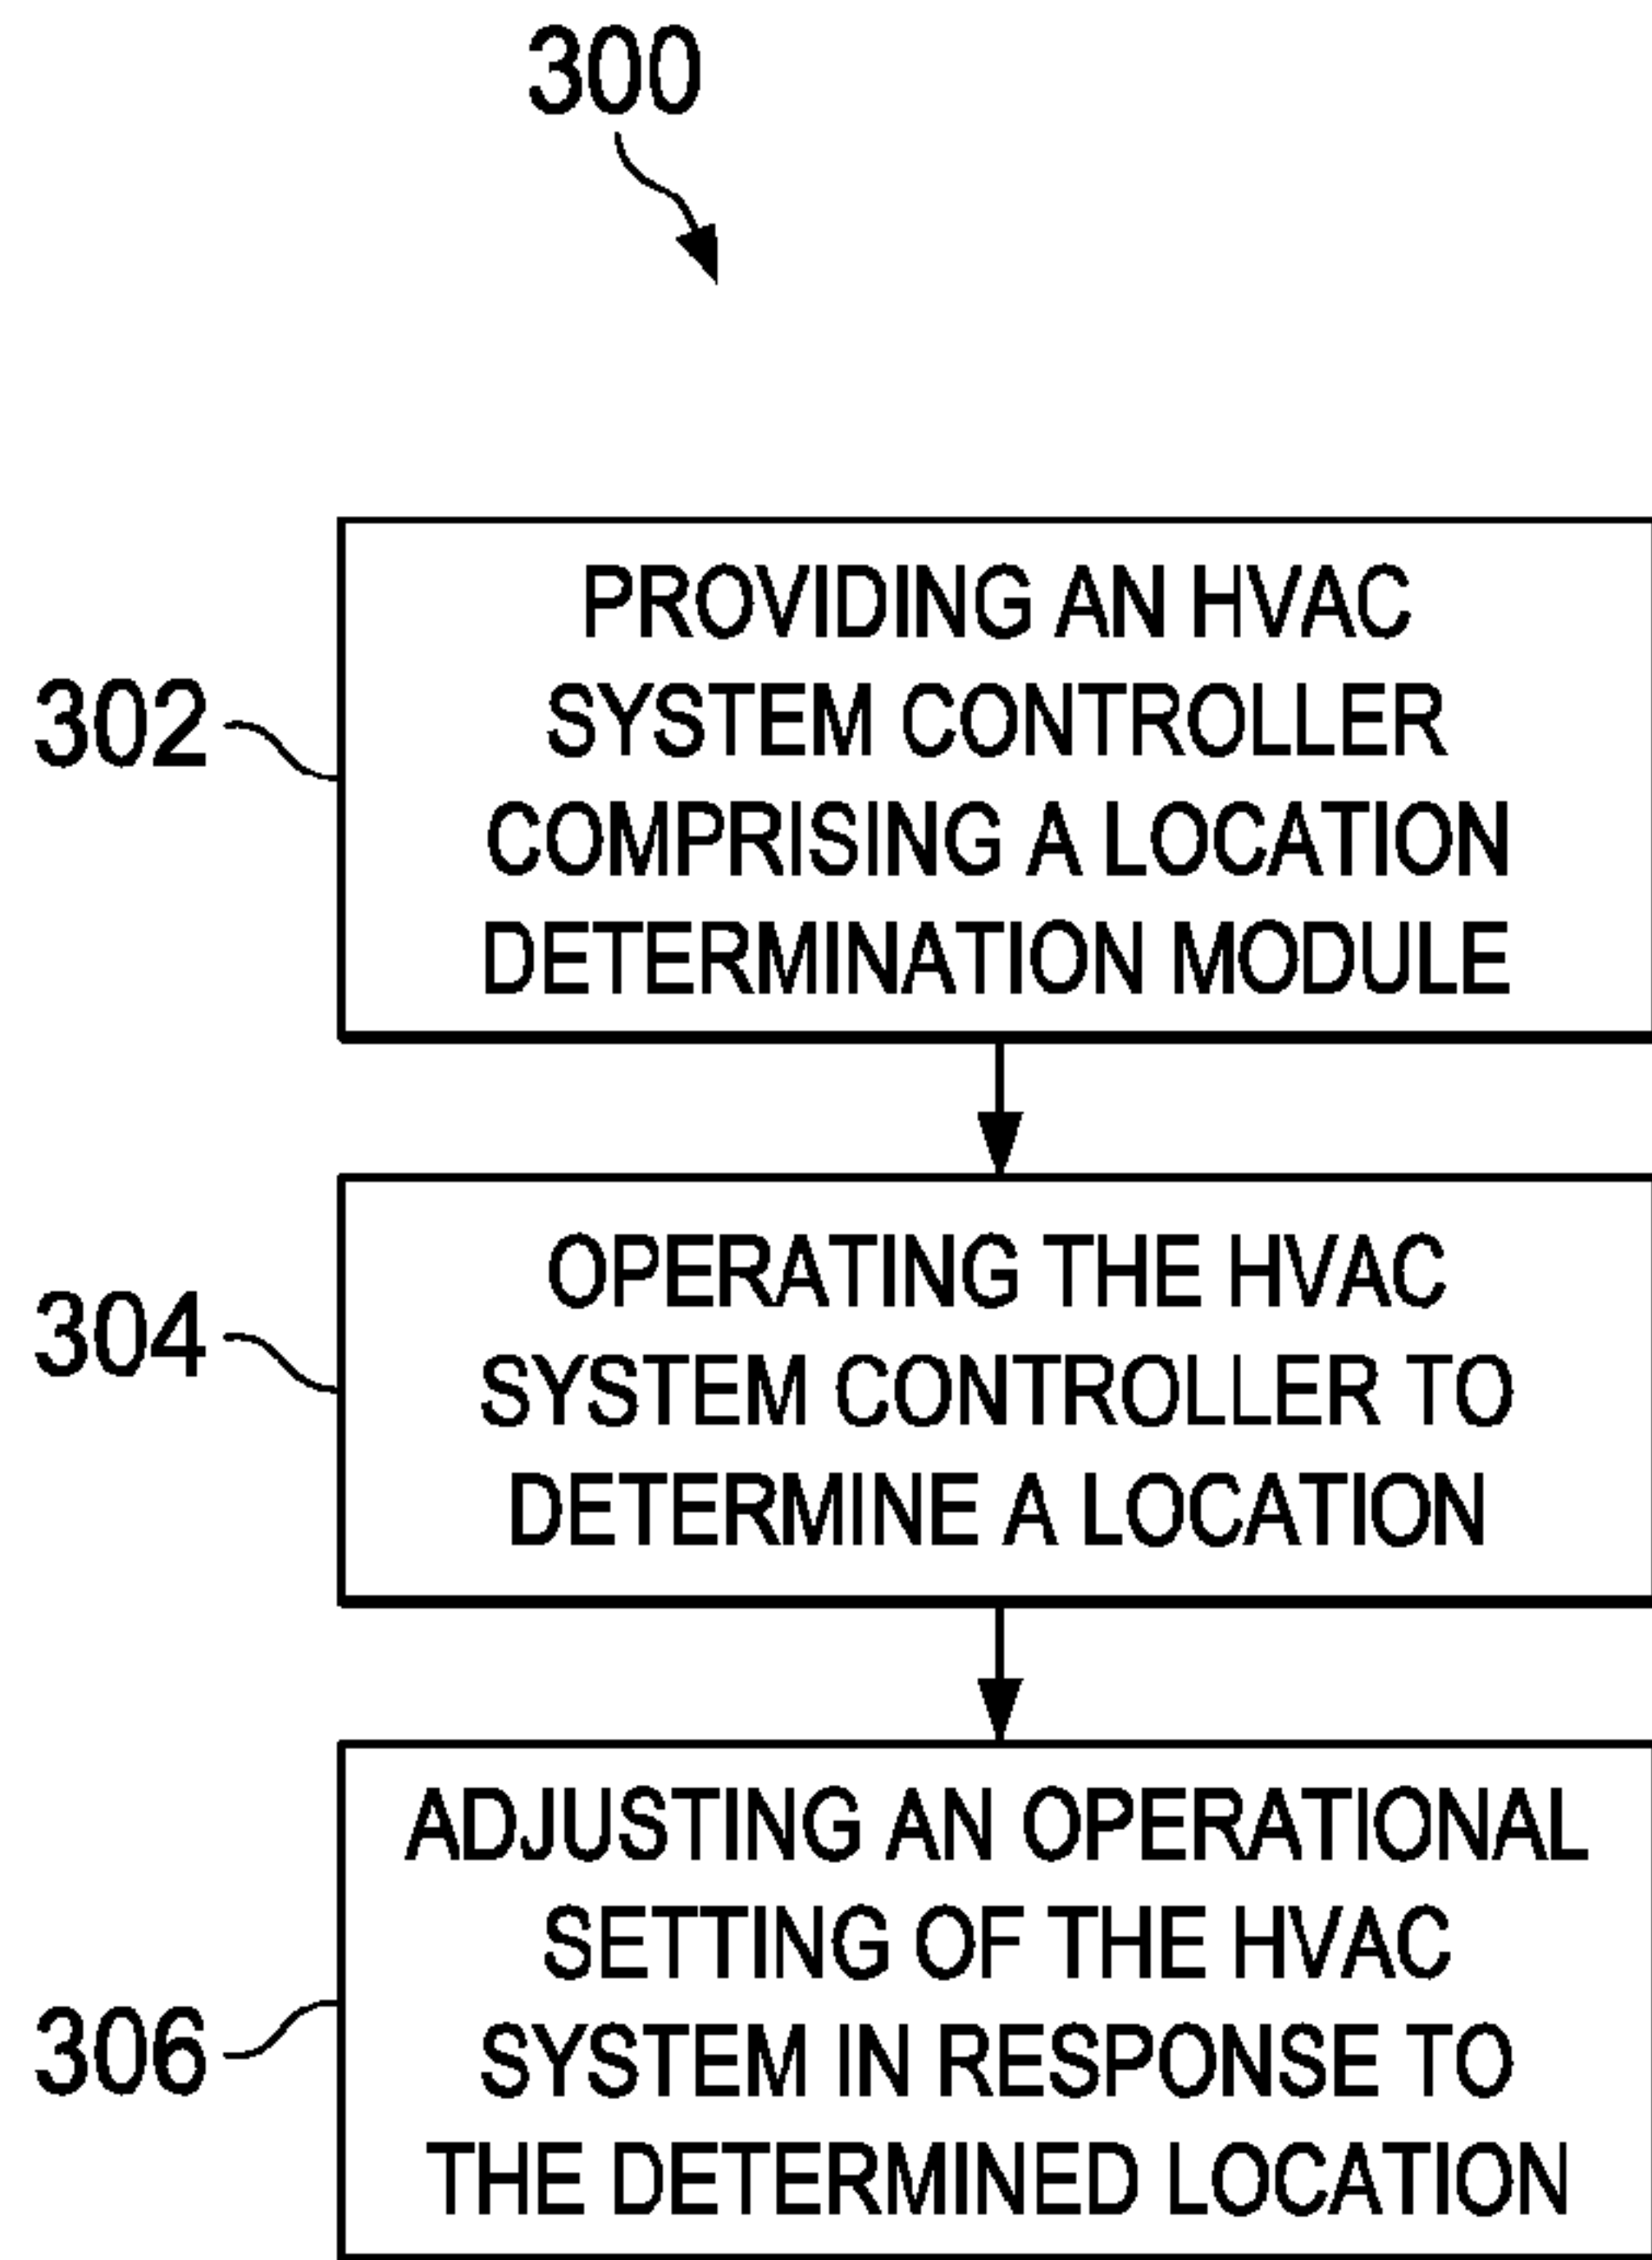 300
302
PROVIDING AN HVAC
SYSTEM CONTROLLER
COMPRISING A LOCATION
DETERMINATION MODULE
304
OPERATING THE HVAC
SYSTEM CONTROLLER TO
DETERMINE A LOCATION
306
ADJUSTING AN OPERATIONAL
SETTING OF THE HVAC
SYSTEM IN RESPONSE TO
THE DETERMINED LOCATION